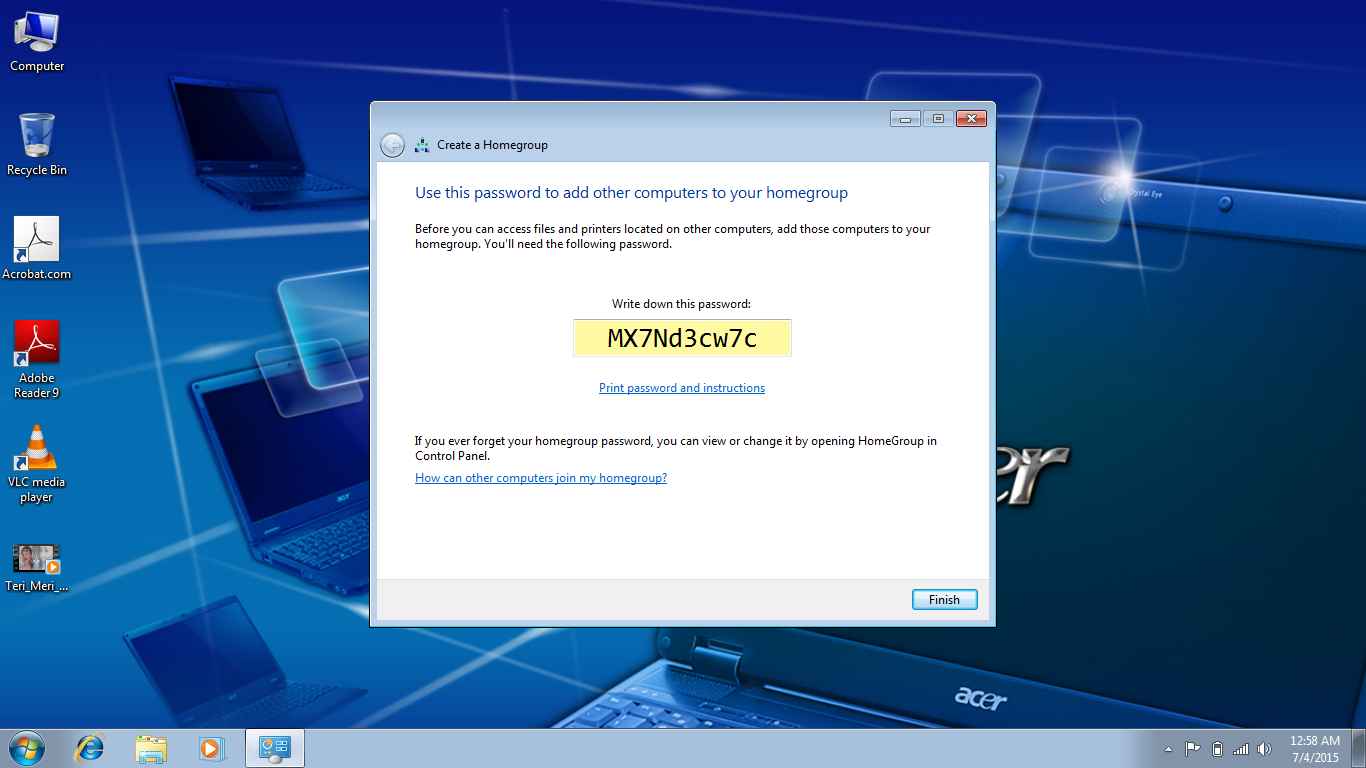 Computer
Recycle Bin
Acrobat.com
Adobe
Reader 9
VLC media
player
Teri_Meri_...
Create a Homegroup
Use this password to add other computers to your homegroup
Before you can access files and printers located on other computers, add those computers to your
homegroup. You'll need the following password.
Write down this password:
MX7Nd3cw7c
Print password and instructions
If you ever forget your homegroup password, you can view or change it by opening HomeGroup in
Control Panel.
How can other computers join my homegroup?
Finish
Crystal Eye
er
acer
12:58 AM
7/4/2015